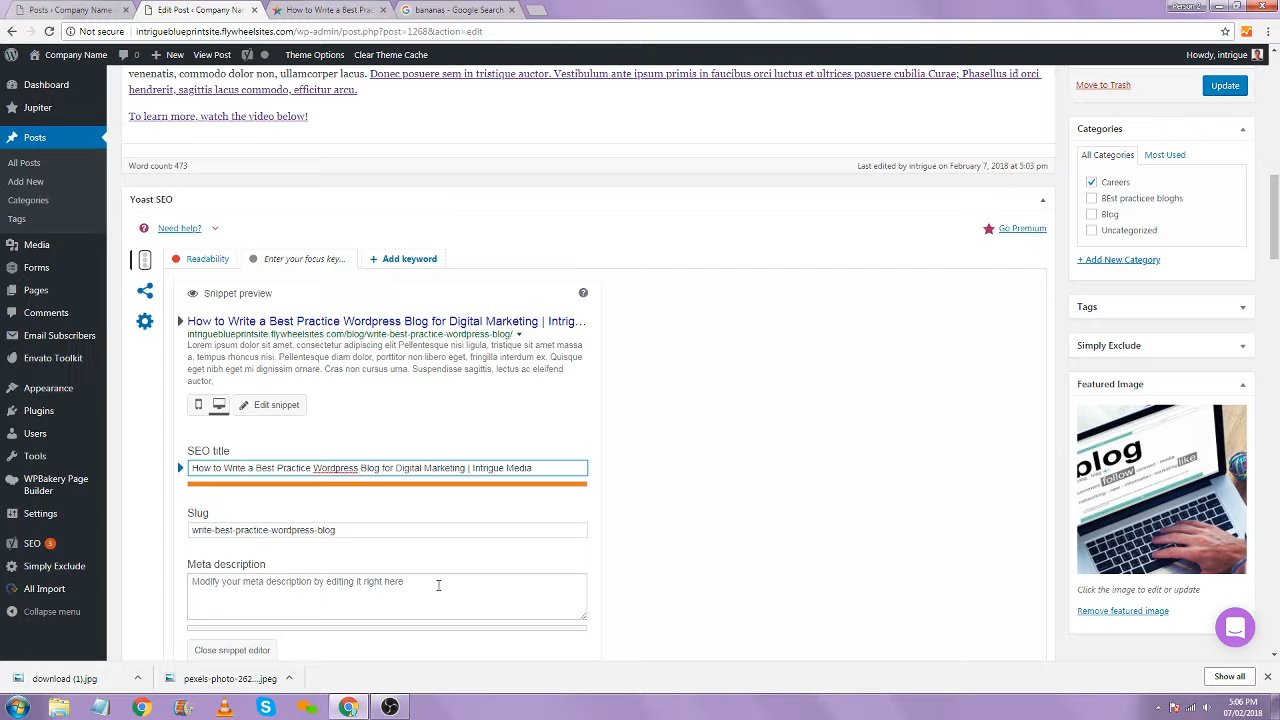 Posts ‹ Company Name -
Edit Post ‹ Company Nam
How to Write a Best Prac
bananas - Google Search
Person 2
Not secure
intrigueblueprintsite.flywheelsites.com/wp-admin/post.php?post=1268&action=edit
Company Name
0
New
View Post
Theme Options
Clear Theme Cache
Howdy, intrigue
Dashboard
Jupiter
Posts
All Posts
Add New
Categories
Tags
Media
Forms
Pages
Comments
Email Subscribers
Envato Toolkit
Appearance
Plugins
Users
Tools
WPBakery Page
Builder
Settings
SEO 3
Simply Exclude
All Import
Collapse menu
venenatis, commodo dolor non, ullamcorper lacus. Donec posuere sem in tristique auctor. Vestibulum ante ipsum primis in faucibus orci luctus et ultrices posuere cubilia Curae; Phasellus id orci
hendrerit, sagittis lacus commodo, efficitur arcu.
To learn more, watch the video below!
Word count: 473
Last edited by intrigue on February 7, 2018 at 5:03 pm
Yoast SEO
Need help?
Go Premium
Readability
Enter your focus key...
+ Add keyword
Snippet preview
How to Write a Best Practice Wordpress Blog for Digital Marketing | Intrig...
intrigueblueprintsite.flywheelsites.com/blog/write-best-practice-wordpress-blog/
Lorem ipsum dolor sit amet, consectetur adipiscing elit Pellentesque nisi ligula, tristique sit amet massa
a, tempus rhoncus nisi. Pellentesque diam dolor, porttitor non libero eget, fringilla interdum ex. Quisque
eget nibh eget mi dignissim ornare. Cras non cursus urna. Suspendisse sagittis, lectus ac eleifend
auctor,
Edit snippet
SEO title
How to Write a Best Practice Wordpress Blog for Digital Marketing | Intrigue Media
Slug
write-best-practice-wordpress-blog
Meta description
Modify your meta description by editing it right here
Close snippet editor
Move to Trash
Update
Categories
All Categories
Most Used
Careers
BEst practicee bloghs
Blog
Uncategorized
+ Add New Category
Tags
Simply Exclude
Featured Image
blog
follow
Click the image to edit or update
Remove featured image
download (1).jpg
pexels-photo-262....jpeg
Show all
5:06 PM
07/02/2018